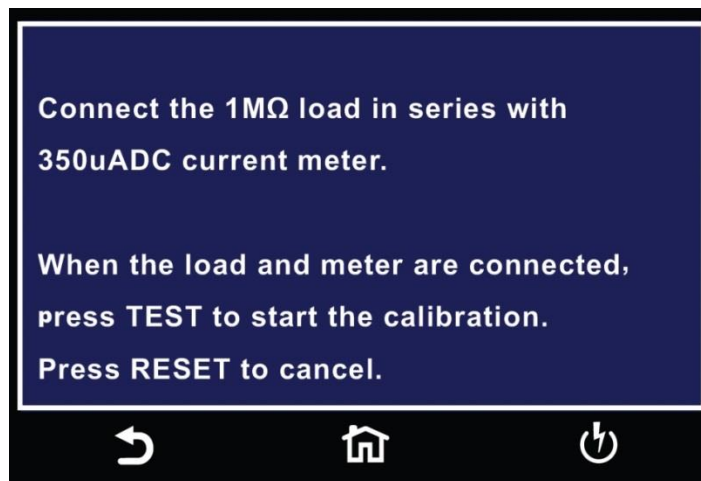 Connect the 1MΩ load in series with
350uADC current meter.
When the load and meter are connected,
press TEST to start the calibration.
Press RESET to cancel.